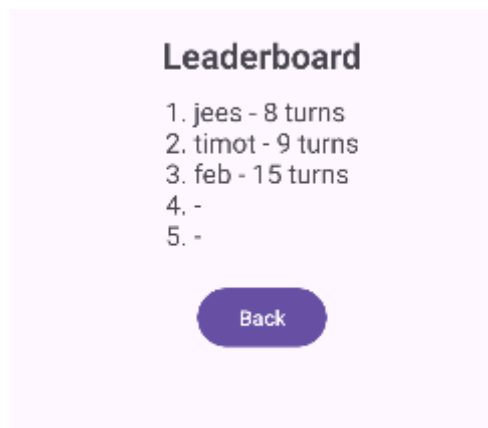 Leaderboard
1. jees - 8 turns
2. timot - 9 turns
3. feb - 15 turns
4. -
5. -
Back